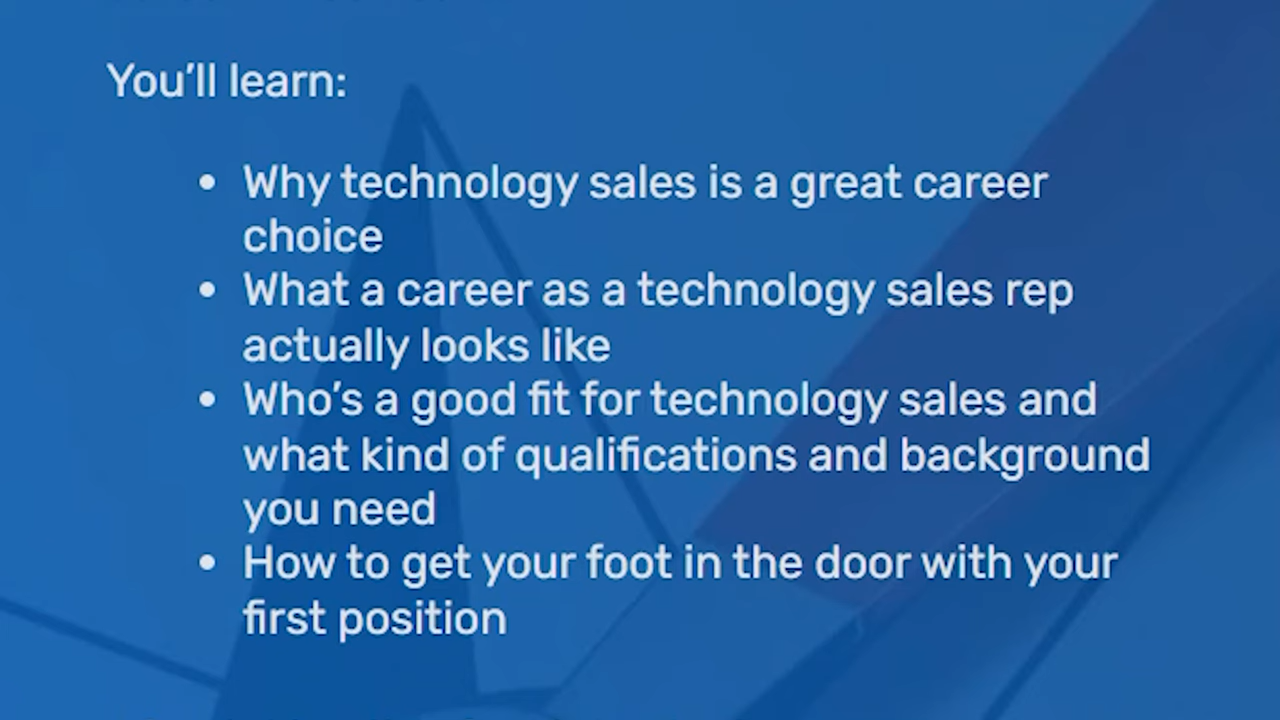 You’ll learn:
• Why technology sales is a great career
choice
• What a career as a technology sales rep
actually looks like
• Who’s a good fit for technology sales and
what kind of qualifications and background
you need
• How to get your foot in the door with your
first position